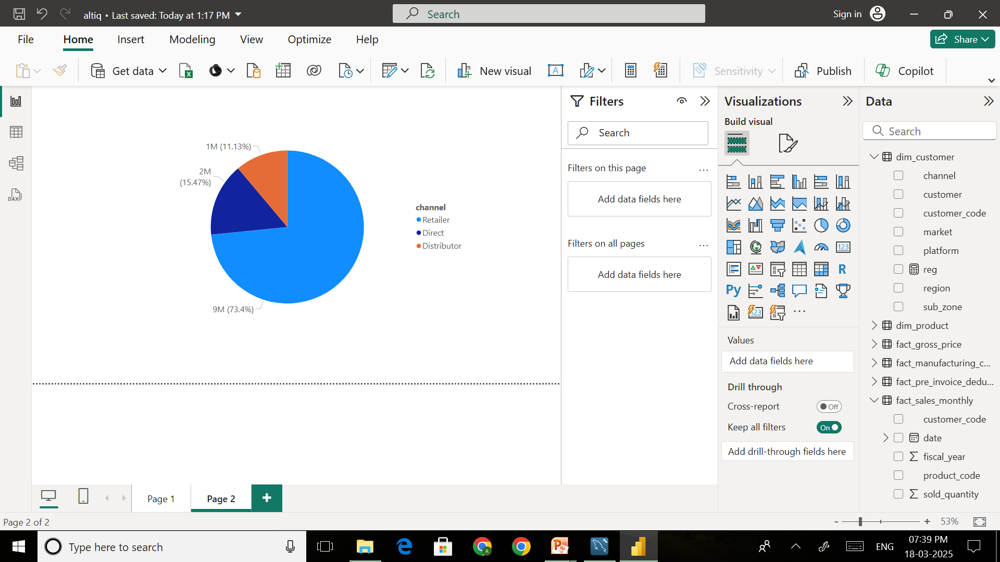 altiq • Last saved: Today at 1:17 PM
Search
Sign in
File
Home
Insert
Modeling
View
Optimize
Help
Share
Get data
New visual
Sensitivity
Publish
Copilot
1M (11.13%)
2M
(15.47%)
9M (73.4%)
channel
Retailer
Direct
Distributor
Filters
Search
Filters on this page
...
Add data fields here
Filters on all pages
...
Add data fields here
Visualizations
Build visual
123
R
Py
123
...
Values
Add data fields here
Drill through
Cross-report
Off
Keep all filters
On
Add drill-through fields here
Data
Search
dim_customer
channel
customer
customer_code
market
platform
reg
region
sub_zone
dim_product
fact_gross_price
fact_manufacturing_c...
fact_pre_invoice_dedu...
fact_sales_monthly
customer_code
date
fiscal_year
product_code
sold_quantity
DAX
Page 1
Page 2
Page 2 of 2
- + 53%
Type here to search
ENG
07:39 PM
18-03-2025